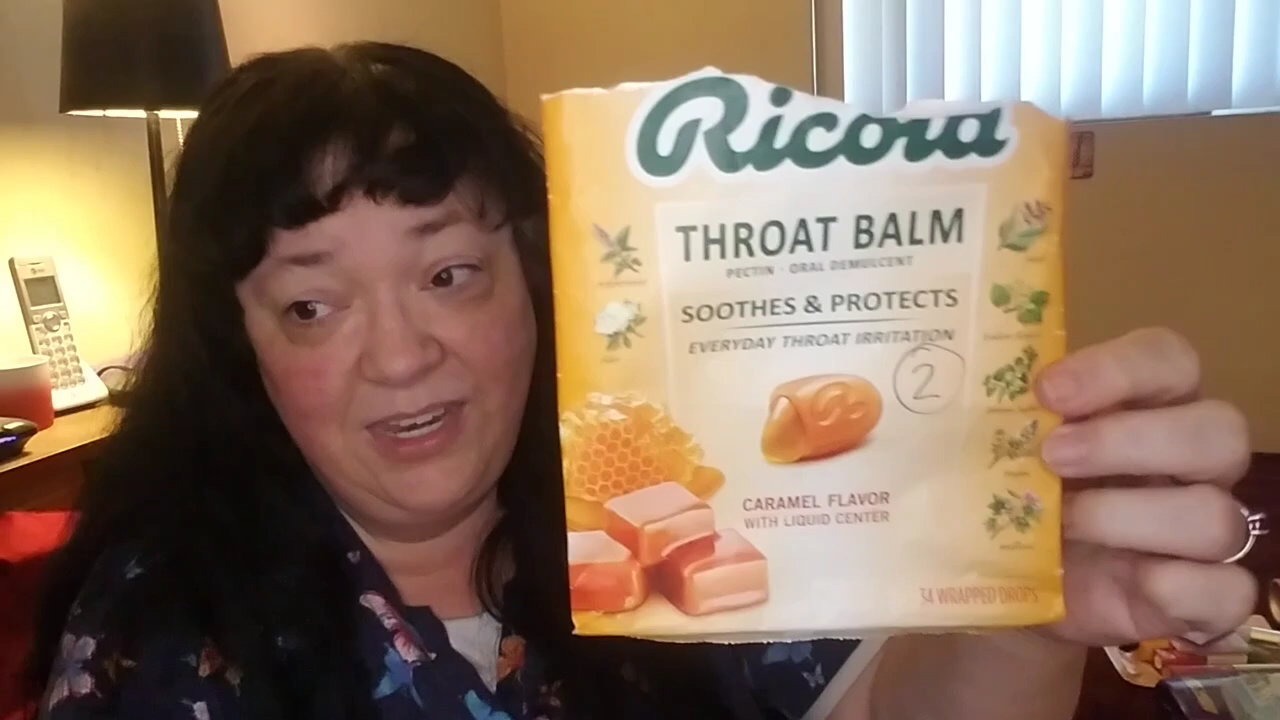 Ricola
THROAT BALM
PECTIN · ORAL DEMULCENT
SOOTHES & PROTECTS
EVERYDAY THROAT IRRITATION
2
CARAMEL FLAVOR
WITH LIQUID CENTER
34 WRAPPED DROPS